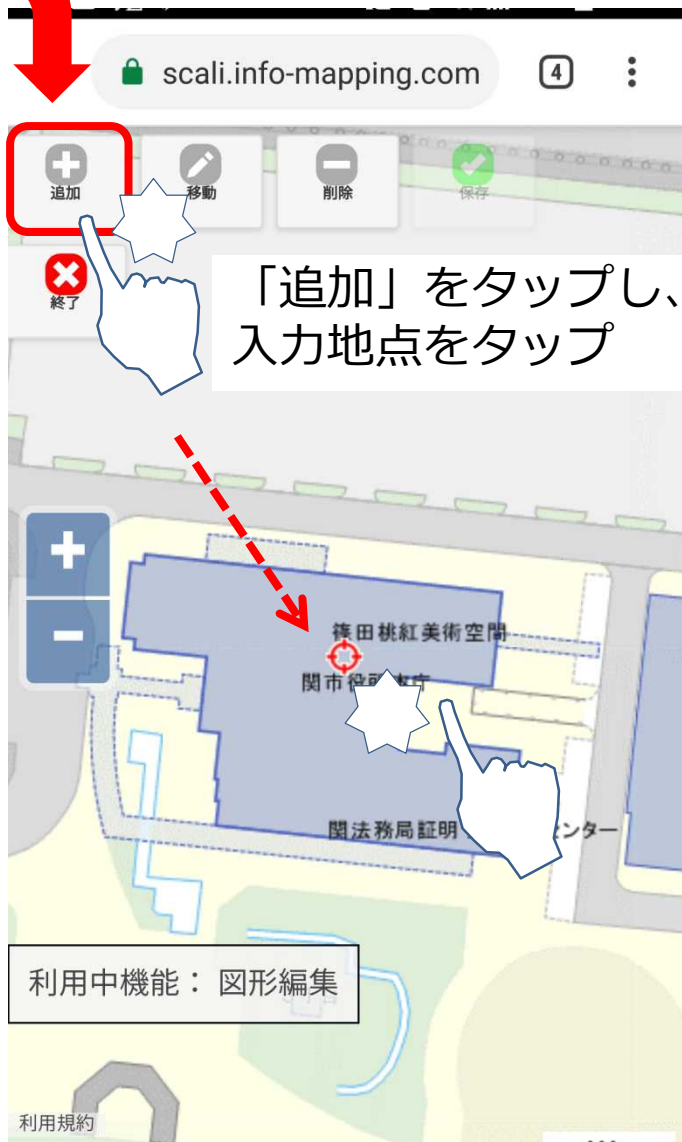 scali.info-mapping.com
4
追加
移動
削除
保存
終了
「追加」をタップし、
入力地点をタップ
+
−
篠田桃紅美術空間
関市役所
庁
関法務局証明
ンター
利用中機能： 図形編集
利用規約